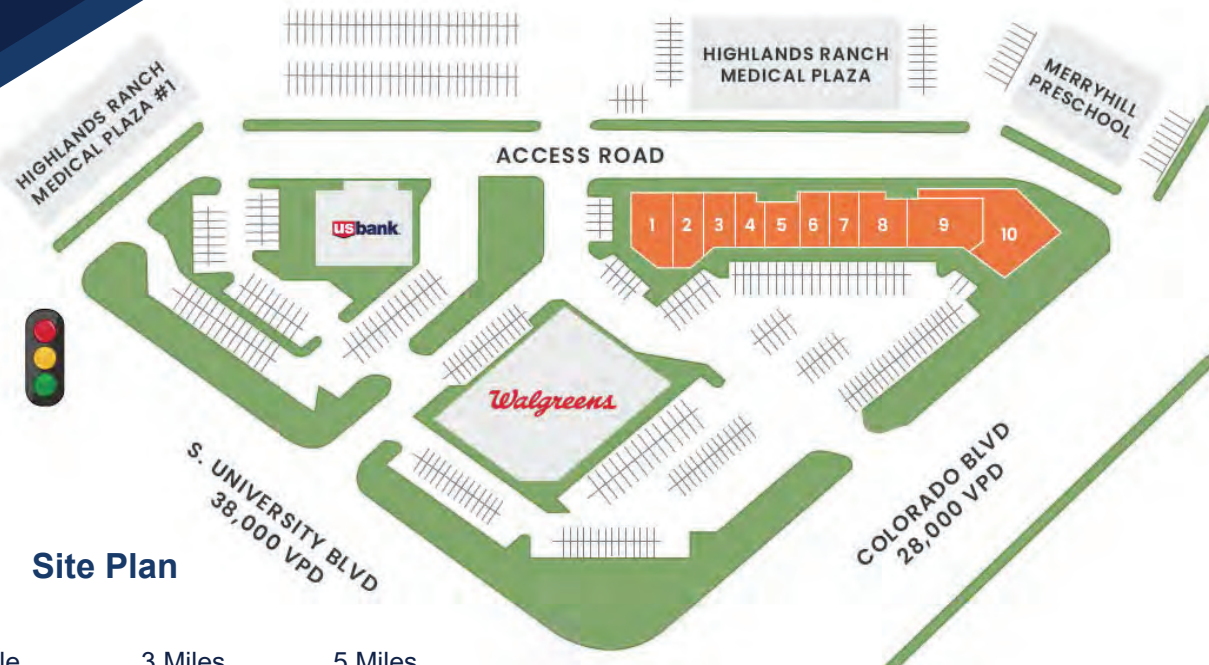 HIGHLANDS RANCH
MEDICAL PLAZA #1
HIGHLANDS RANCH
MEDICAL PLAZA
MERRYHILL
PRESCHOOL
ACCESS ROAD
usbank
1 2 3 4 5 6 7 8 9 10
Walgreens
S. UNIVERSITY BLVD
38,000 VPD
COLORADO BLVD
28,000 VPD
Site Plan
3 Miles 5 Miles